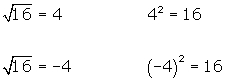 √16 = 4    4² = 16
√16 = −4    (−4)² = 16